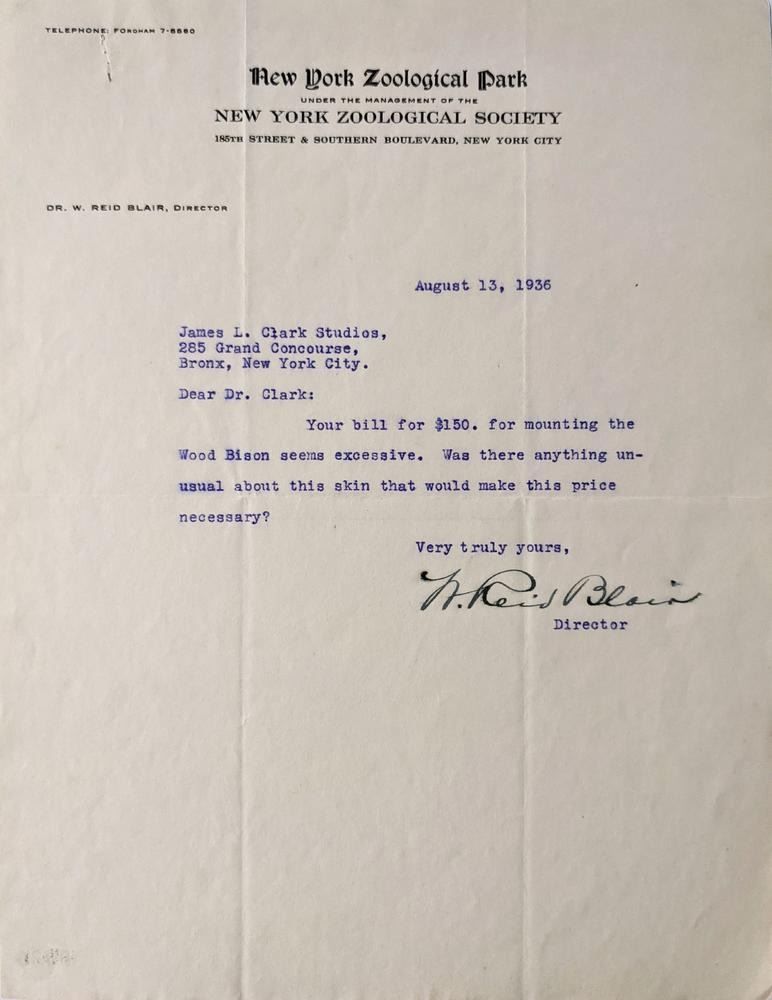 TELEPHONE: FORDHAM 7-6680
New York Zoological Park
UNDER THE MANAGEMENT OF THE
NEW YORK ZOOLOGICAL SOCIETY
185TH STREET & SOUTHERN BOULEVARD, NEW YORK CITY
DR. W. REID BLAIR, DIRECTOR
August 13, 1936
James L. Clark Studios,
285 Grand Concourse,
Bronx, New York City.
Dear Dr. Clark:
Your bill for $150. for mounting the
Wood Bison seems excessive. Was there anything un-
usual about this skin that would make this price
necessary?
Very truly yours,
W. Reid Blair
Director